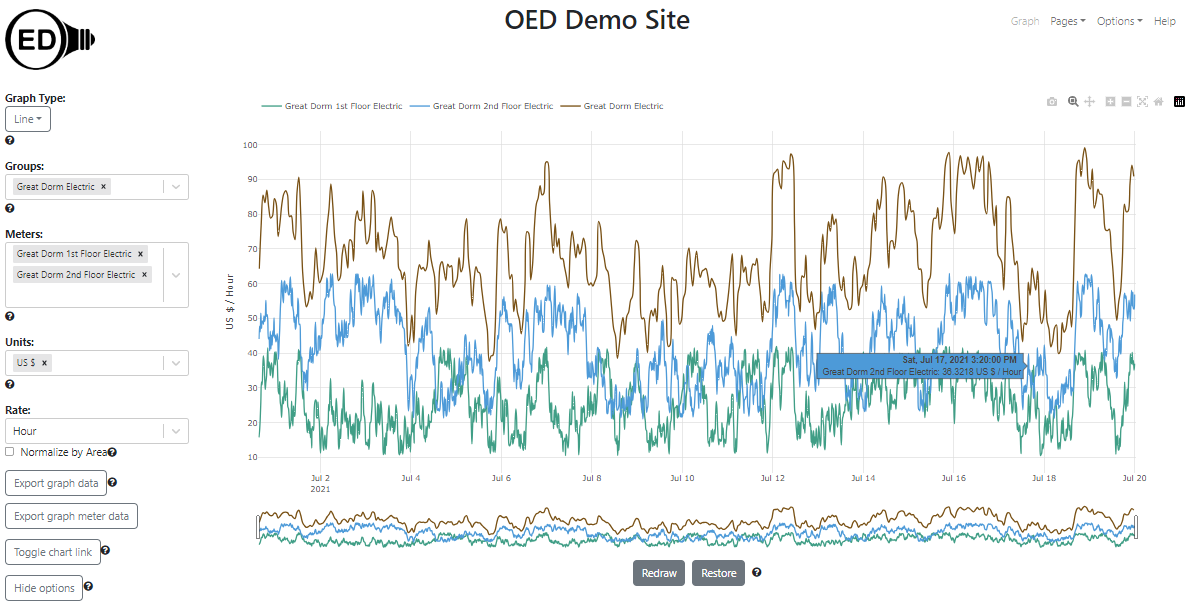 OED Demo Site
ED
Graph Pages Options Help
Graph Type:
Line
Groups:
Great Dorm Electric ×
Meters:
Great Dorm 1st Floor Electric ×
Great Dorm 2nd Floor Electric ×
Units:
US $ ×
Rate:
Hour
Normalize by Area
Export graph data
Export graph meter data
Toggle chart link
Hide options
Great Dorm 1st Floor Electric Great Dorm 2nd Floor Electric Great Dorm Electric
US $ / Hour
100
90
80
70
60
50
40
30
20
10
Sat, Jul 17, 2021 3:20:00 PM
Great Dorm 2nd Floor Electric: 36.3218 US $ / Hour
Jul 2 Jul 4 Jul 6 Jul 8 Jul 10 Jul 12 Jul 14 Jul 16 Jul 18 Jul 20
2021
Redraw Restore